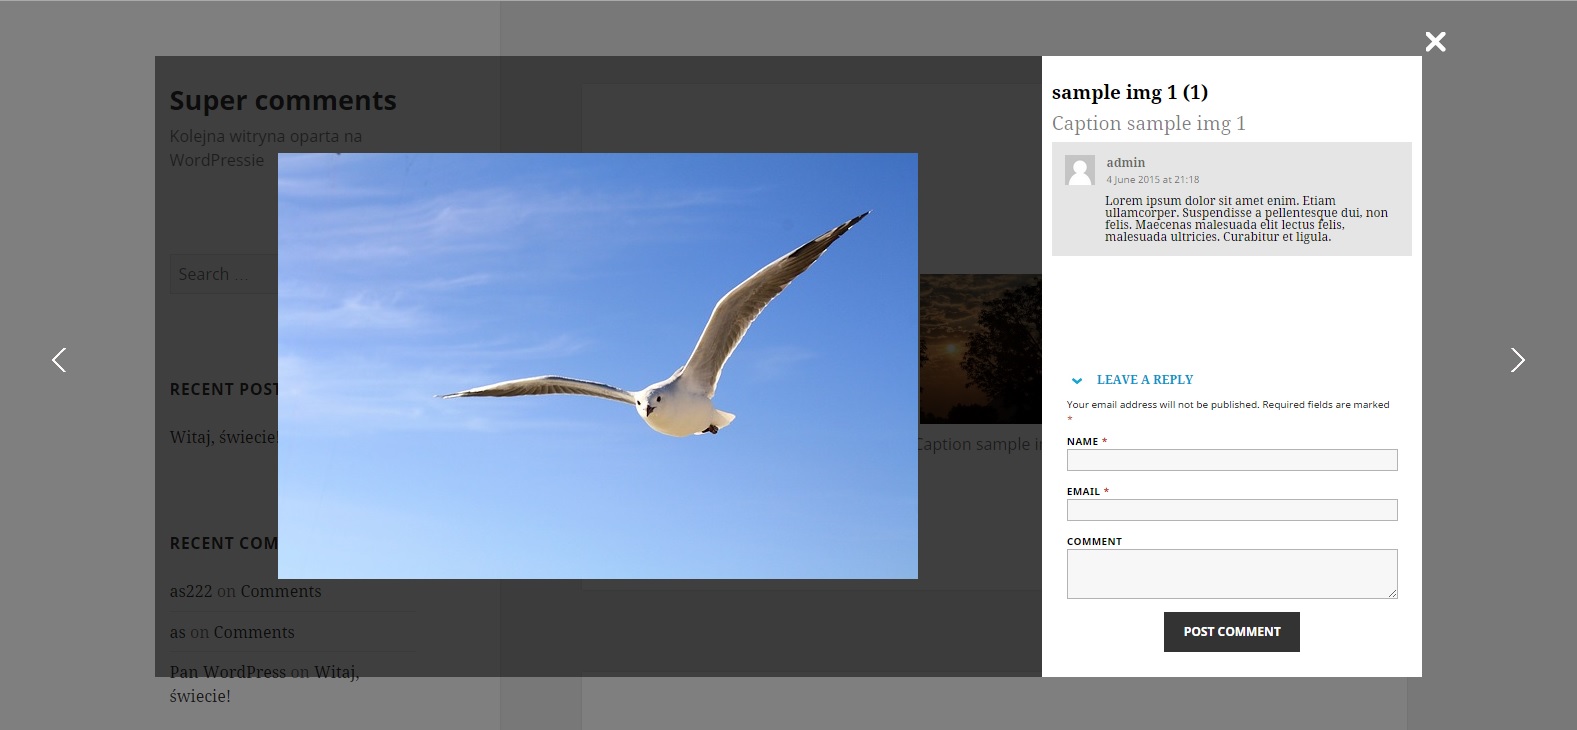 Super comments
Kolejna witryna oparta na
WordPressie
Search ...
RECENT POST
Witaj, świecie!
RECENT COM
as222 on Comments
as on Comments
Pan WordPress on Witaj,
świecie!
Caption sample
sample img 1 (1)
Caption sample img 1
admin
4 June 2015 at 21:18
Lorem ipsum dolor sit amet enim. Etiam
ullamcorper. Suspendisse a pellentesque dui, non
felis. Maecenas malesuada elit lectus felis,
malesuada ultricies. Curabitur et ligula.
LEAVE A REPLY
Your email address will not be published. Required fields are marked
*
NAME *
EMAIL *
COMMENT
POST COMMENT